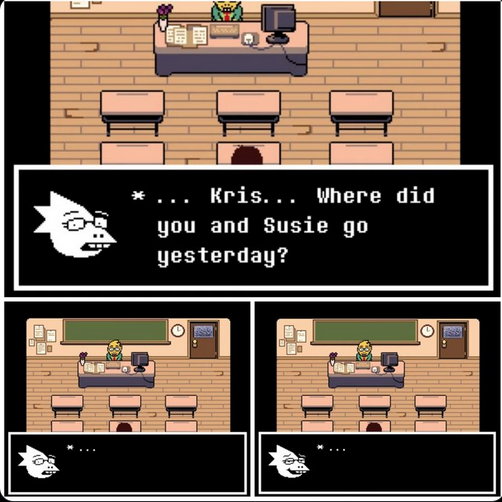 * ... Kris... Where did
you and Susie go
yesterday?
* ...
* ...